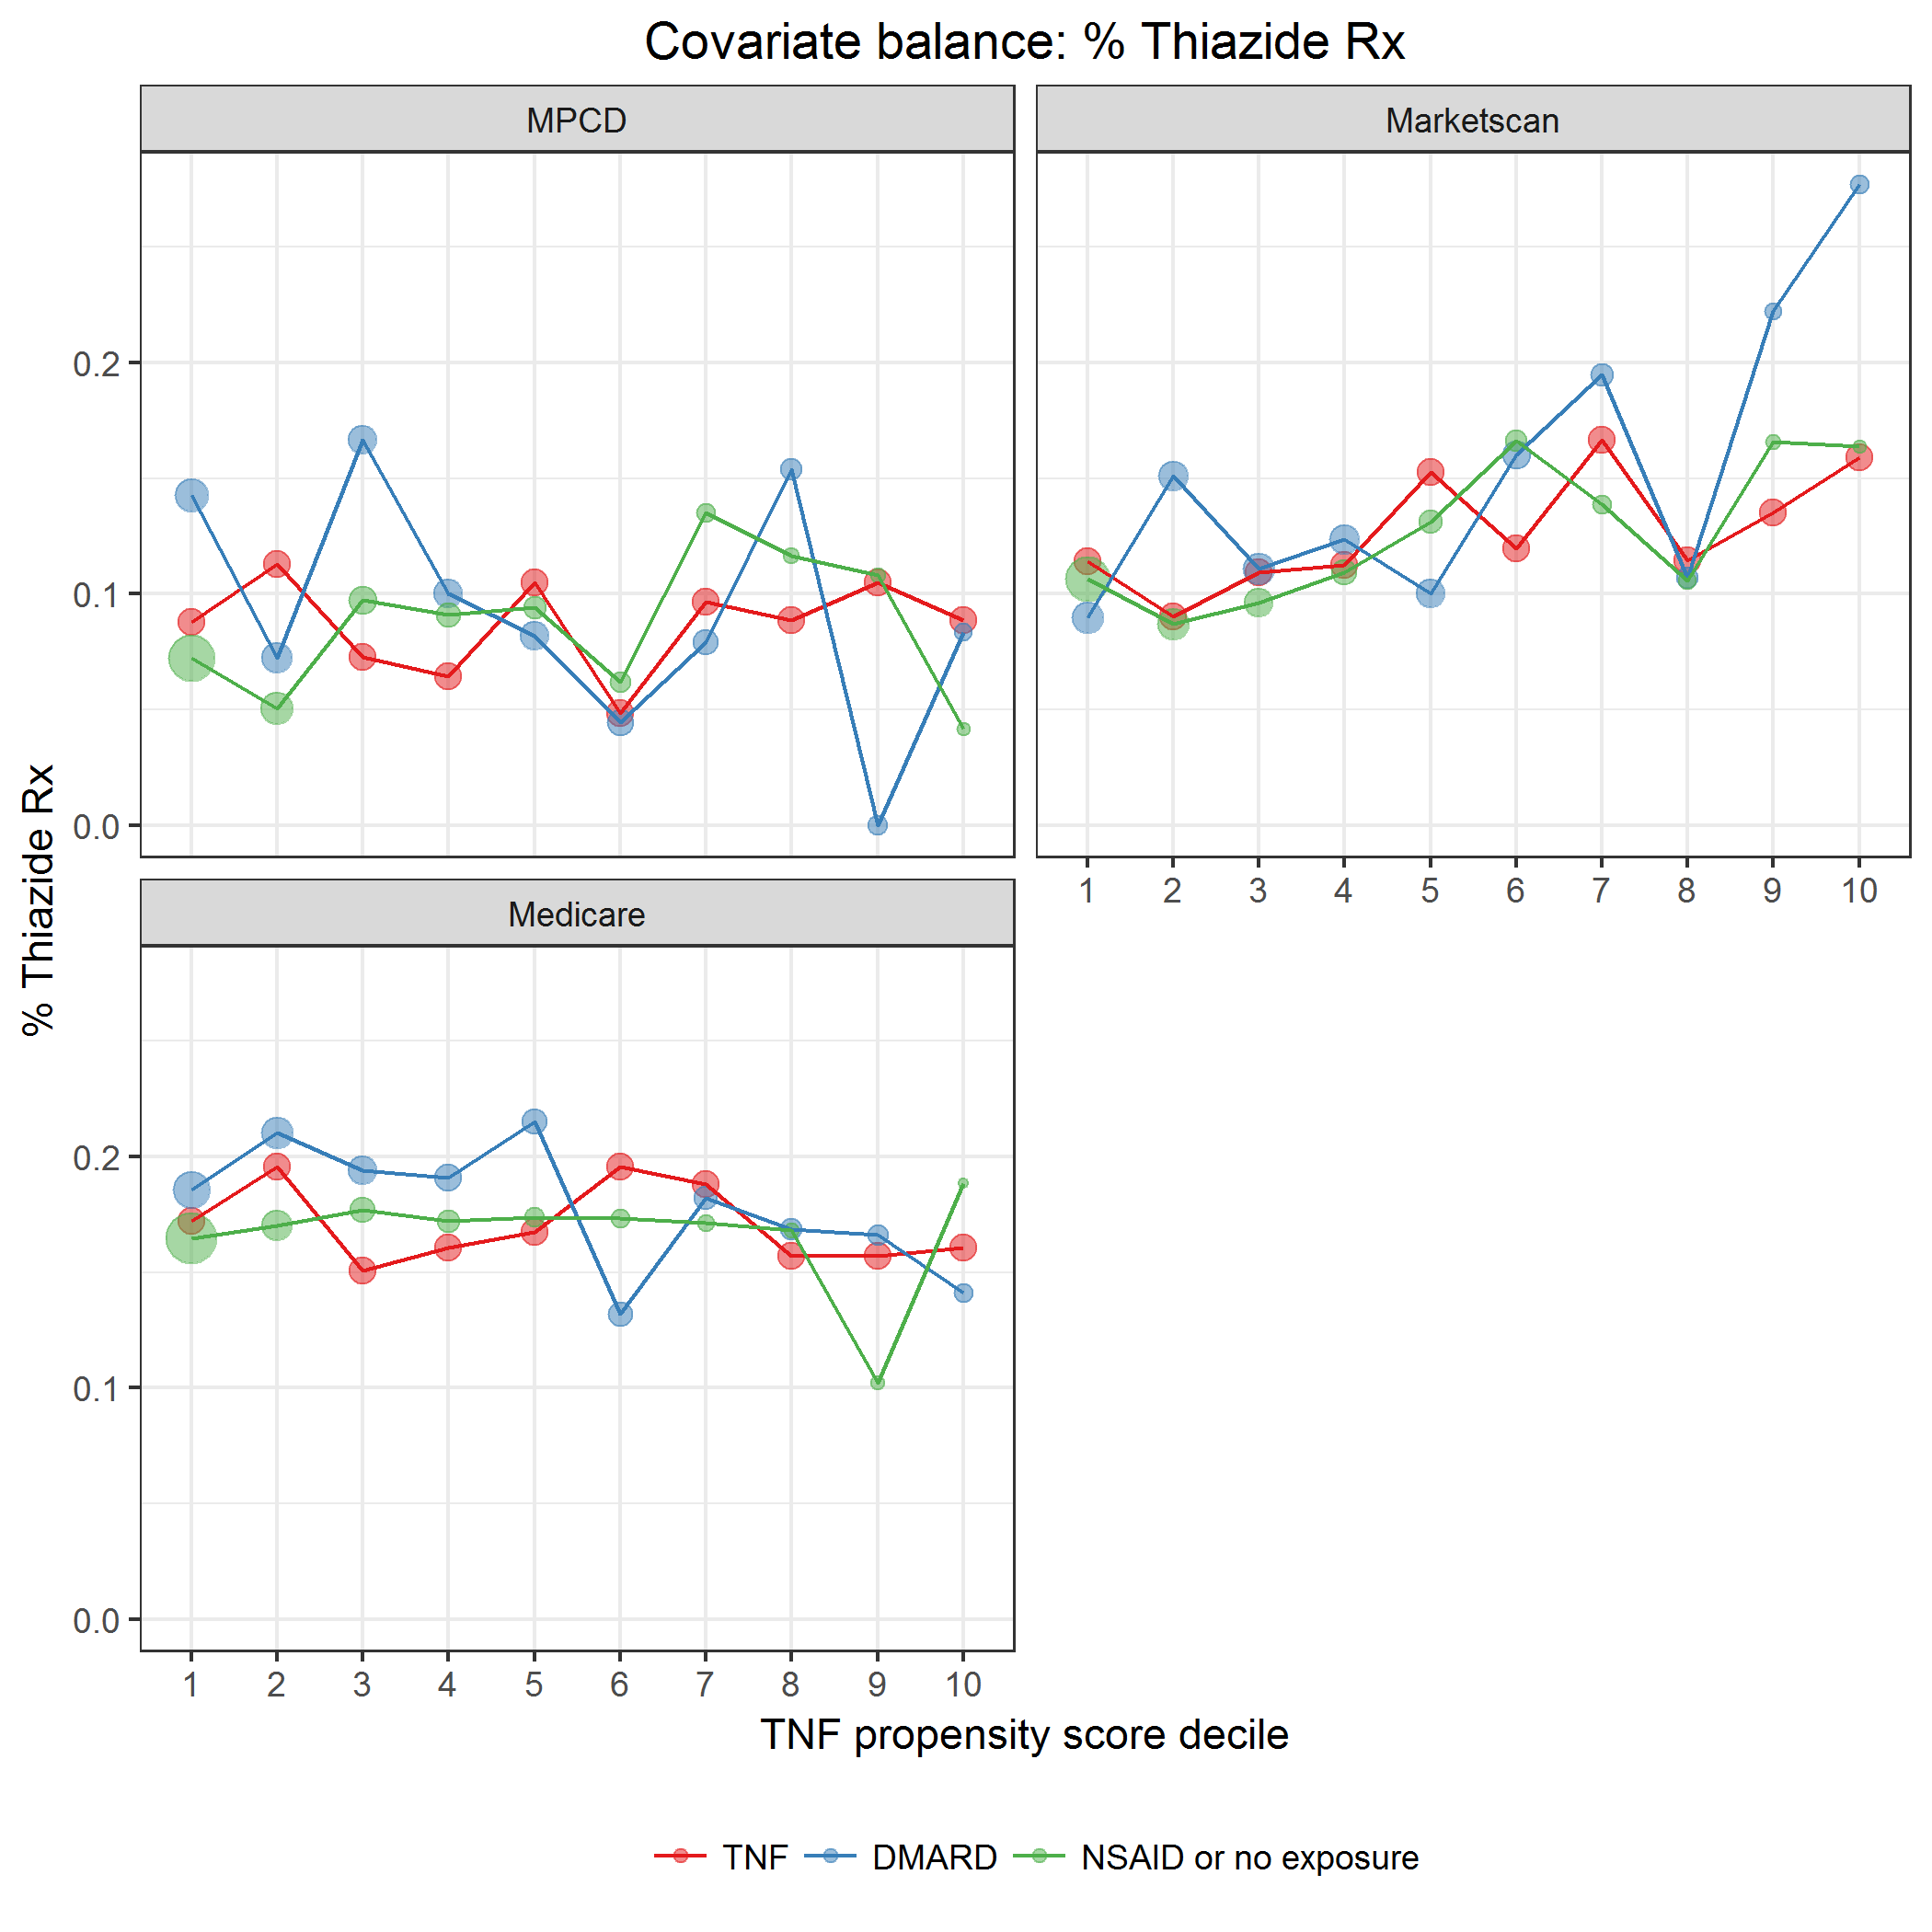 Covariate balance: % Thiazide Rx
MPCD
Marketscan
0.2
0.1
0.0
1 2 3 4 5 6 7 8 9 10
Medicare
0.2
0.1
0.0
1 2 3 4 5 6 7 8 9 10
% Thiazide Rx
TNF propensity score decile
TNF DMARD NSAID or no exposure